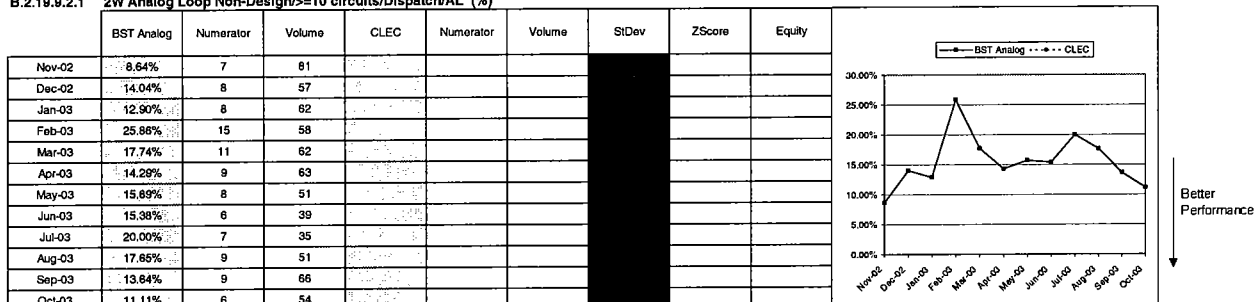 B.2.19.9.2.1 2W Analog Loop Non-Design/>=10 circuits/Dispatch/AL (%)
BST Analog Numerator Volume CLEC Numerator Volume StDev ZScore Equity
Nov-02 8.64% 7 81
Dec-02 14.04% 8 57
Jan-03 12.90% 8 62
Feb-03 25.86% 15 58
Mar-03 17.74% 11 62
Apr-03 14.29% 9 63
May-03 15.69% 8 51
Jun-03 15.38% 6 39
Jul-03 20.00% 7 35
Aug-03 17.65% 9 51
Sep-03 13.64% 9 66
Oct-03 11.11% 6 54
BST Analog CLEC
30.00%
25.00%
20.00%
15.00%
10.00%
5.00%
0.00%
Nov-02 Dec-02 Jan-03 Feb-03 Mar-03 Apr-03 May-03 Jun-03 Jul-03 Aug-03 Sep-03 Oct-03
Better
Performance